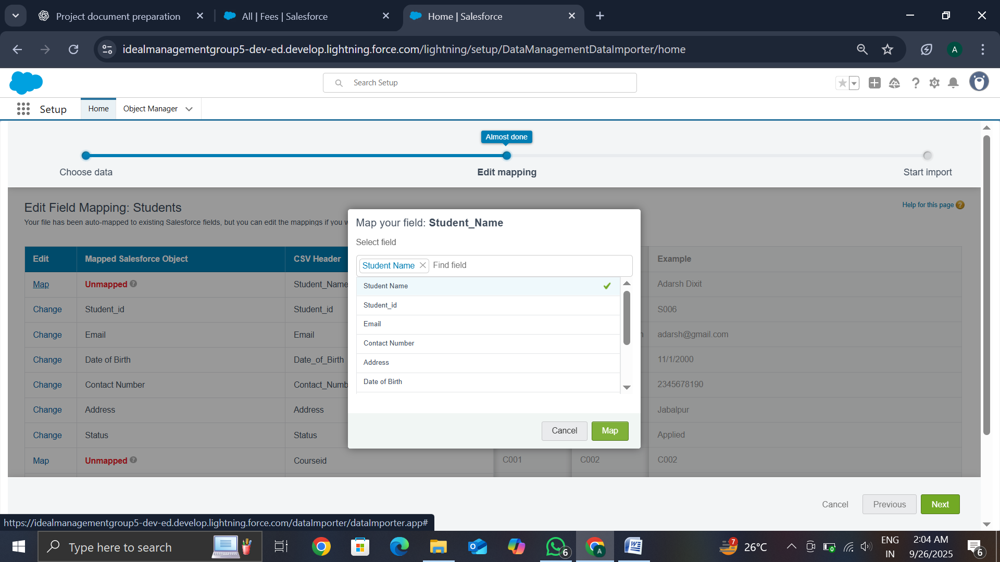 Project document preparation
All | Fees | Salesforce
Home | Salesforce
idealmanagementgroup5-dev-ed.develop.lightning.force.com/lightning/setup/DataManagementDataImporter/home
A
Search Setup
Setup
Home
Object Manager
Almost done
Choose data
Edit mapping
Start import
Edit Field Mapping: Students
Help for this page ?
Your file has been auto-mapped to existing Salesforce fields, but you can edit the mappings if you w
Map your field: Student_Name
Select field
Student Name Find field
Student Name
Student_id
Email
Contact Number
Address
Date of Birth
Cancel
Map
Edit Mapped Salesforce Object CSV Header Example
Map Unmapped ? Student_Name Adarsh Dixit
Change Student_id Student_id S006
Change Email Email adarsh@gmail.com
Change Date of Birth Date_of_Birth 11/1/2000
Change Contact Number Contact_Numb 2345678190
Change Address Address Jabalpur
Change Status Status Applied
Map Unmapped ? Courseid C001 C002 C002
Cancel
Previous
Next
https://idealmanagementgroup5-dev-ed.develop.lightning.force.com/dataImporter/dataImporter.app#
Type here to search
6
A
7
26°C
ENG
IN
2:04 AM
9/26/2025
6